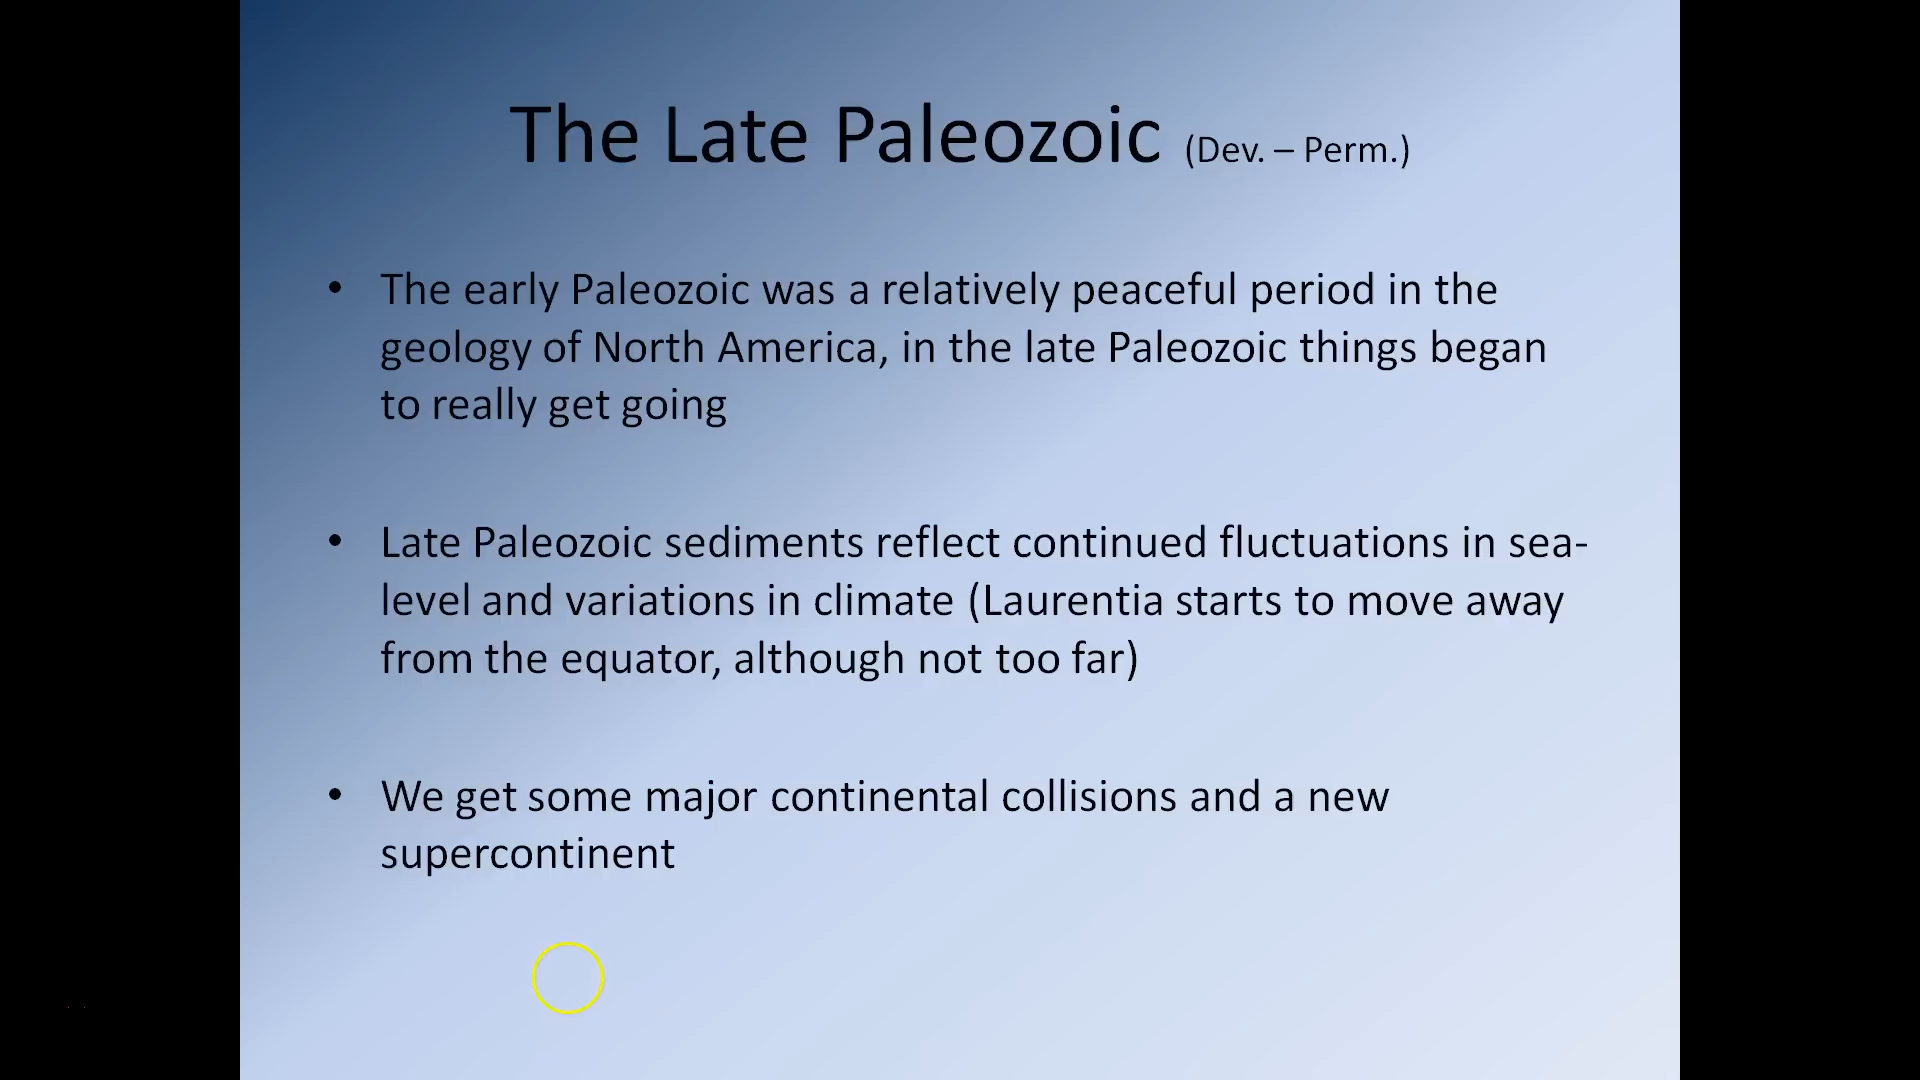 The Late Paleozoic (Dev. – Perm.)
• The early Paleozoic was a relatively peaceful period in the
geology of North America, in the late Paleozoic things began
to really get going
• Late Paleozoic sediments reflect continued fluctuations in sea-
level and variations in climate (Laurentia starts to move away
from the equator, although not too far)
• We get some major continental collisions and a new
supercontinent